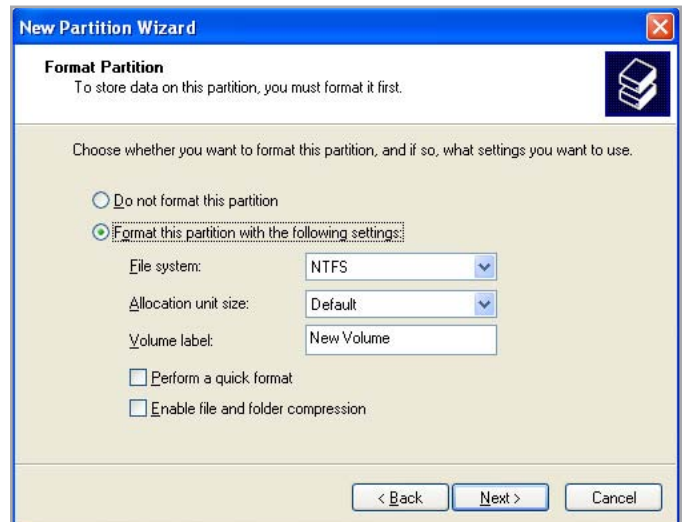 New Partition Wizard
Format Partition
To store data on this partition, you must format it first.
Choose whether you want to format this partition, and if so, what settings you want to use.
Do not format this partition
Format this partition with the following settings:
File system: NTFS
Allocation unit size: Default
Volume label: New Volume
Perform a quick format
Enable file and folder compression
< Back Next > Cancel